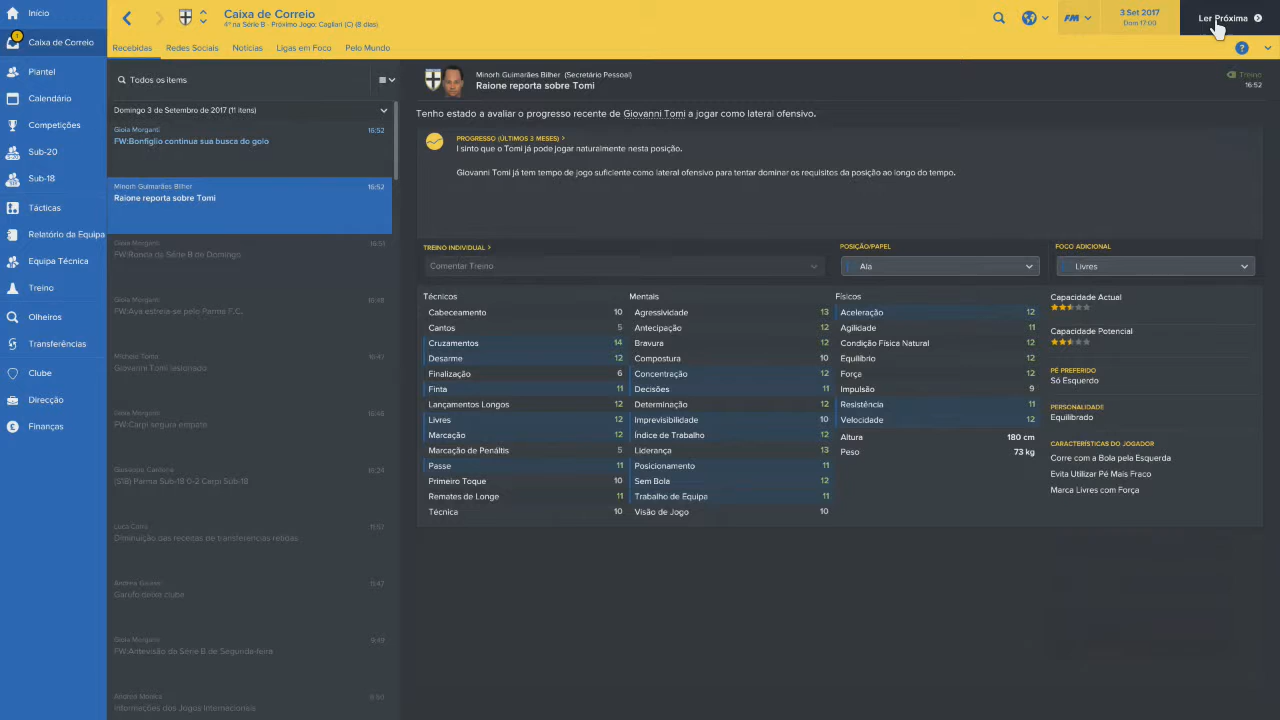 Início
Caixa de Correio
Plantel
Calendário
Competições
Sub-20
Sub-18
Tácticas
Relatório da Equipa
Equipa Técnica
Treino
Olheiros
Transferências
Clube
Direcção
Finanças
Caixa de Correio
4º na Série B - Próximo Jogo: Cagliari (C) (8 dias)
3 Set 2017
Dom 17:00
Ler Próxima
Recebidas Redes Sociais Notícias Ligas em Foco Pelo Mundo
Todos os items
Domingo 3 de Setembro de 2017 (11 itens)
Gioia Morganti 16:52
FW:Bonfiglio continua sua busca do golo
Minorh Guimarães Bilher 16:52
Raione reporta sobre Tomi
Gioia Morganti 16:51
FW:Ronda da Série B de Domingo
Gioia Morganti 16:48
FW:Aya estreia-se pelo Parma F.C.
Michele Toma 16:47
Giovanni Tomi lesionado
Gioia Morganti 16:46
FW:Carpi segura empate
16:24
(S18) Parma Sub-18 0-2 Carpi Sub-18
Luca 11:57
Diminuição das receitas de transferências retidas
Andrea 11:47
Garufo deixa clube
Gioia Morganti 9:49
FW:Antevisão da Série B de Segunda-feira
Andrea 9:00
Informações dos Jogos Internacionais
Minorh Guimarães Bilher (Secretário Pessoal)
Raione reporta sobre Tomi
Treino
16:52
Tenho estado a avaliar o progresso recente de Giovanni Tomi a jogar como lateral ofensivo.
PROGRESSO (ÚLTIMOS 3 MESES) >
I sinto que o Tomi já pode jogar naturalmente nesta posição.
Giovanni Tomi já tem tempo de jogo suficiente como lateral ofensivo para tentar dominar os requisitos da posição ao longo do tempo.
TREINO INDIVIDUAL > POSIÇÃO/PAPEL FOCO ADICIONAL
Comentar Treino Ala Livres
Técnicos Mentais Físicos
Cabeceamento 10 Agressividade 13 Aceleração 12
Cantos 5 Antecipação 12 Agilidade 11
Cruzamentos 14 Bravura 12 Condição Física Natural 12
Desarme 12 Compostura 10 Equilíbrio 12
Finalização 6 Concentração 12 Força 12
Finta 11 Decisões 11 Impulsão 9
Lançamentos Longos 12 Determinação 12 Resistência 11
Livres 12 Imprevisibilidade 10 Velocidade 12
Marcação 12 Índice de Trabalho 12 Altura 180 cm
Marcação de Penáltis 5 Liderança 13 Peso 73 kg
Passe 11 Posicionamento 11
Primeiro Toque 10 Sem Bola 12
Remates de Longe 11 Trabalho de Equipa 11
Técnica 10 Visão de Jogo 10
Capacidade Actual
Capacidade Potencial
PÉ PREFERIDO
Só Esquerdo
PERSONALIDADE
Equilibrado
CARACTERÍSTICAS DO JOGADOR
Corre com a Bola pela Esquerda
Evita Utilizar Pé Mais Fraco
Marca Livres com Força